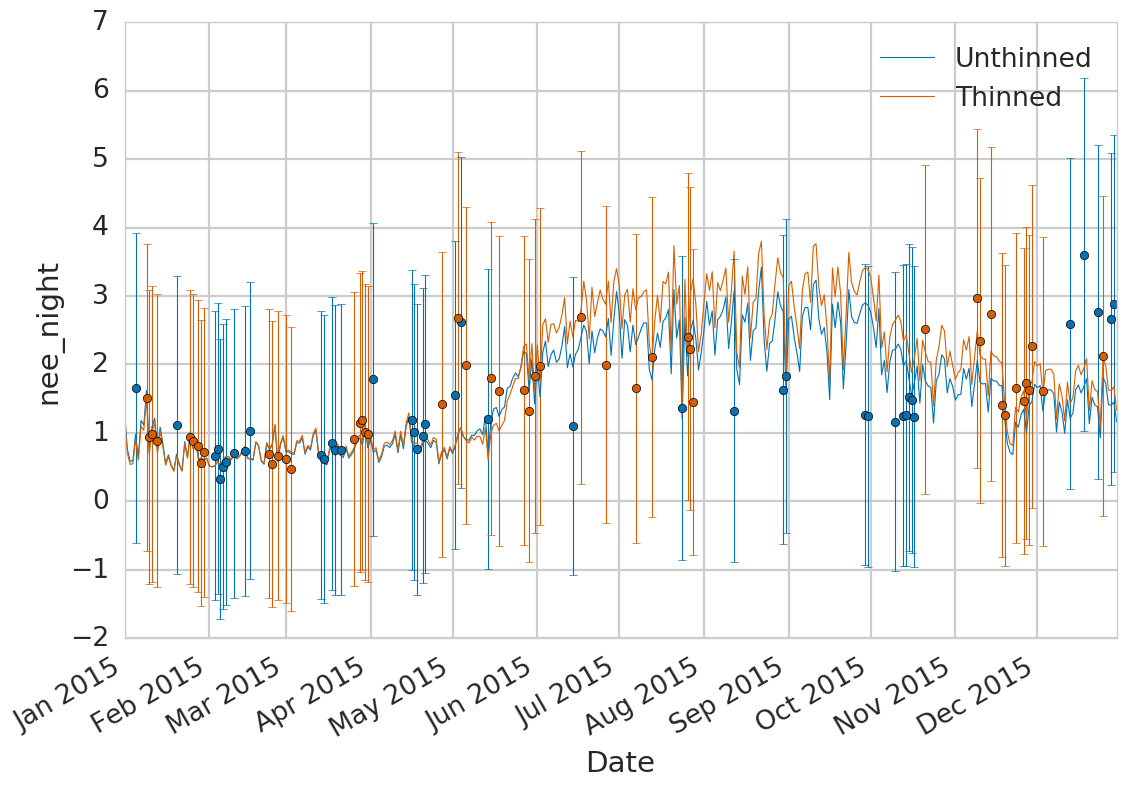 7
6
5
4
3
2
1
0
−1
−2
nee_night
Unthinned
Thinned
Jan 2015
Feb 2015
Mar 2015
Apr 2015
May 2015
Jun 2015
Jul 2015
Aug 2015
Sep 2015
Oct 2015
Nov 2015
Dec 2015
Date